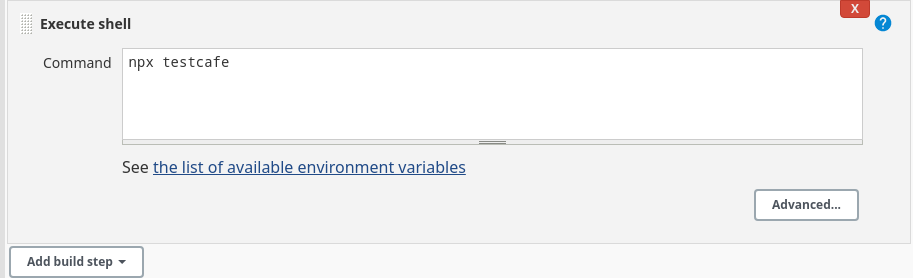 X
Execute shell
?
Command
npx testcafe
See the list of available environment variables
Advanced...
Add build step